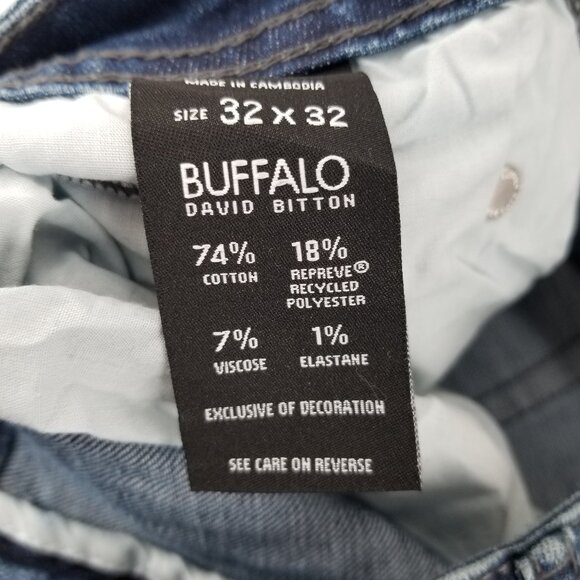 MADE IN CAMBODIA
SIZE 32 x 32
BUFFALO
DAVID BITTON
74% 18%
COTTON REPREVE®
RECYCLED
POLYESTER
7% 1%
VISCOSE ELASTANE
EXCLUSIVE OF DECORATION
SEE CARE ON REVERSE